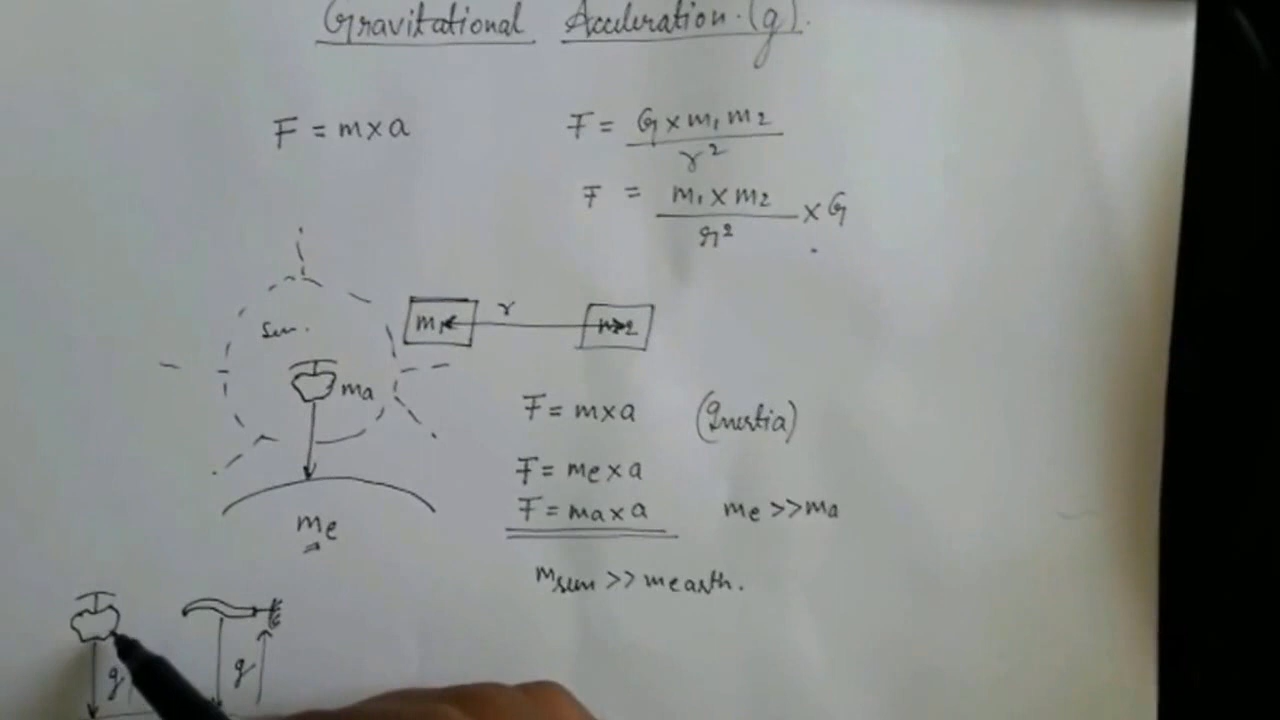 Gravitational Acceleration. (g).
F = m x a
F = G x m1 m2 / r²
F = m1 x m2 / r² x G
Sun.
m1 r m2
ma
F = m x a (Inertia)
F = me x a
F = ma x a me >> ma
me
msun >> mearth.
g g